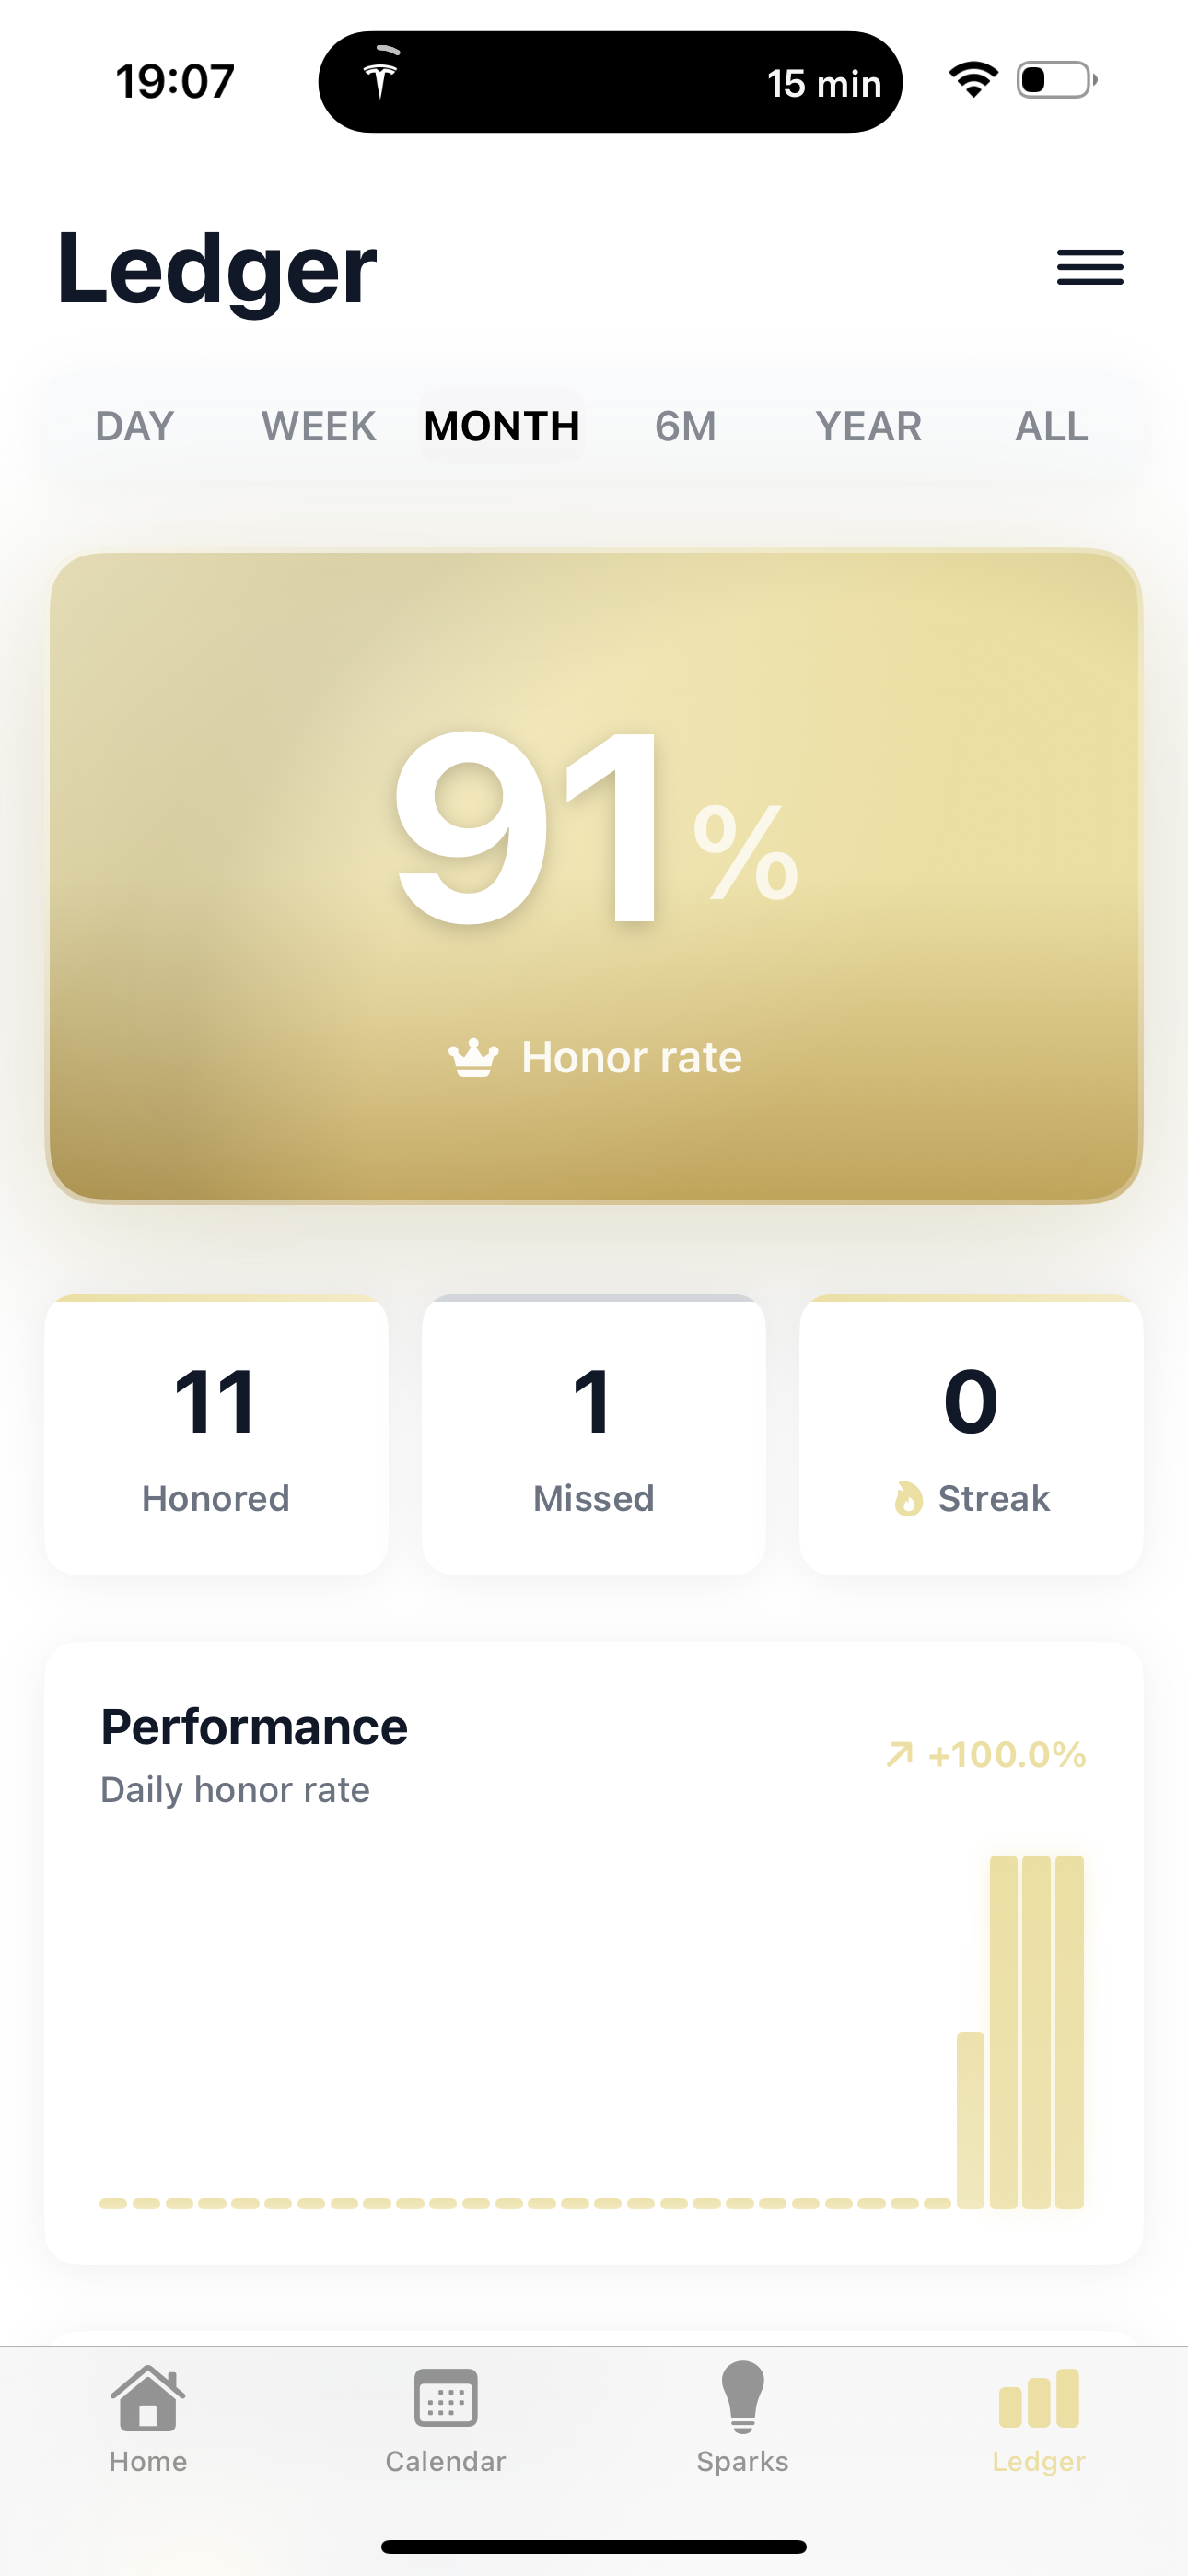 19:07
15 min
Ledger
DAY WEEK MONTH 6M YEAR ALL
91%
Honor rate
11 1 0
Honored Missed Streak
Performance
Daily honor rate
+100.0%
Home Calendar Sparks Ledger